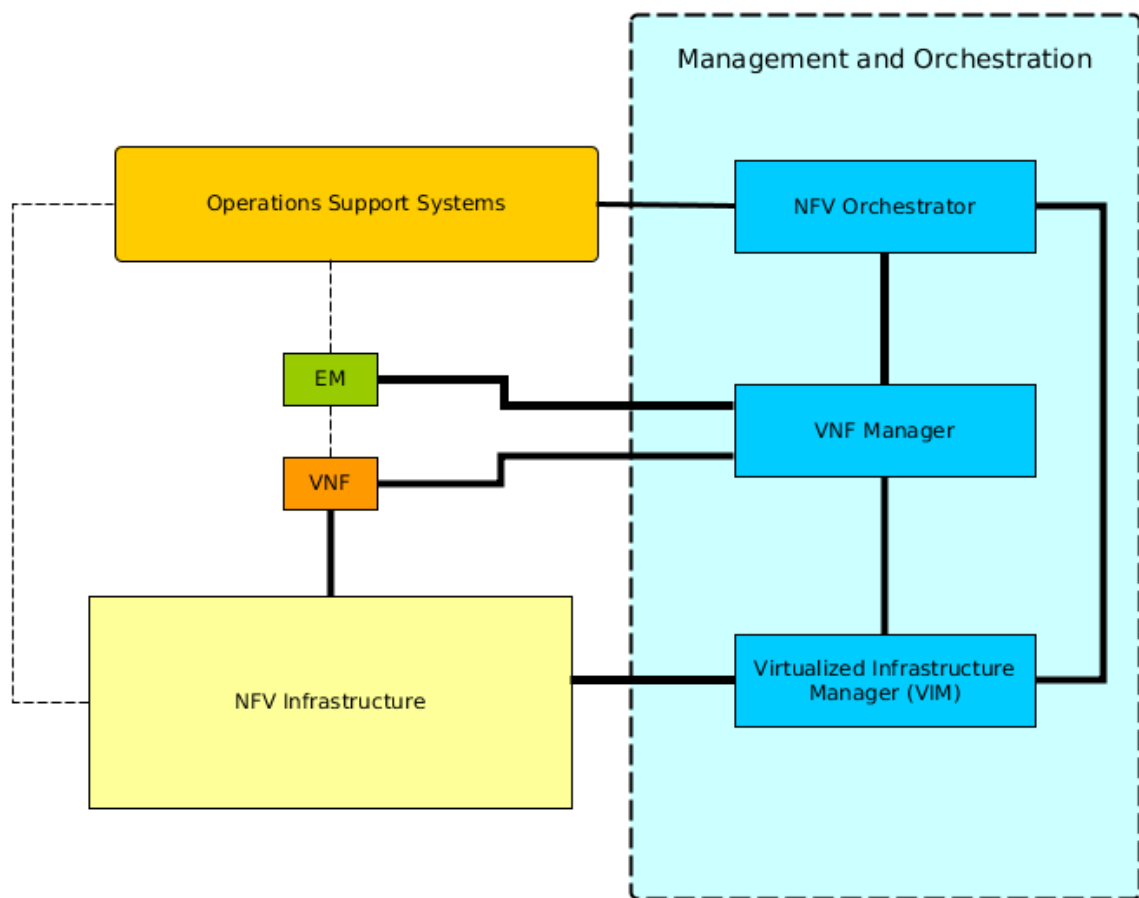 Management and Orchestration
Operations Support Systems
NFV Orchestrator
EM
VNF Manager
VNF
Virtualized Infrastructure
Manager (VIM)
NFV Infrastructure